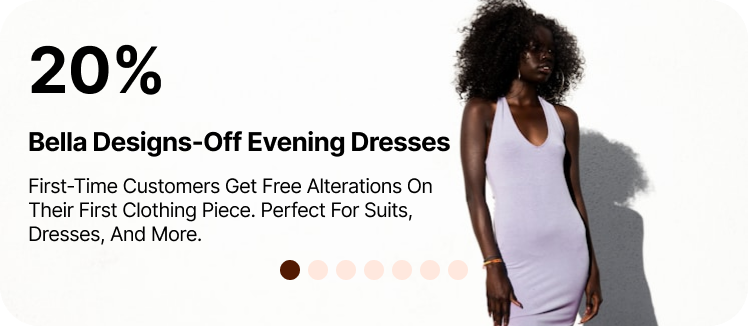 20%
Bella Designs-Off Evening Dresses
First-Time Customers Get Free Alterations On
Their First Clothing Piece. Perfect For Suits,
Dresses, And More.